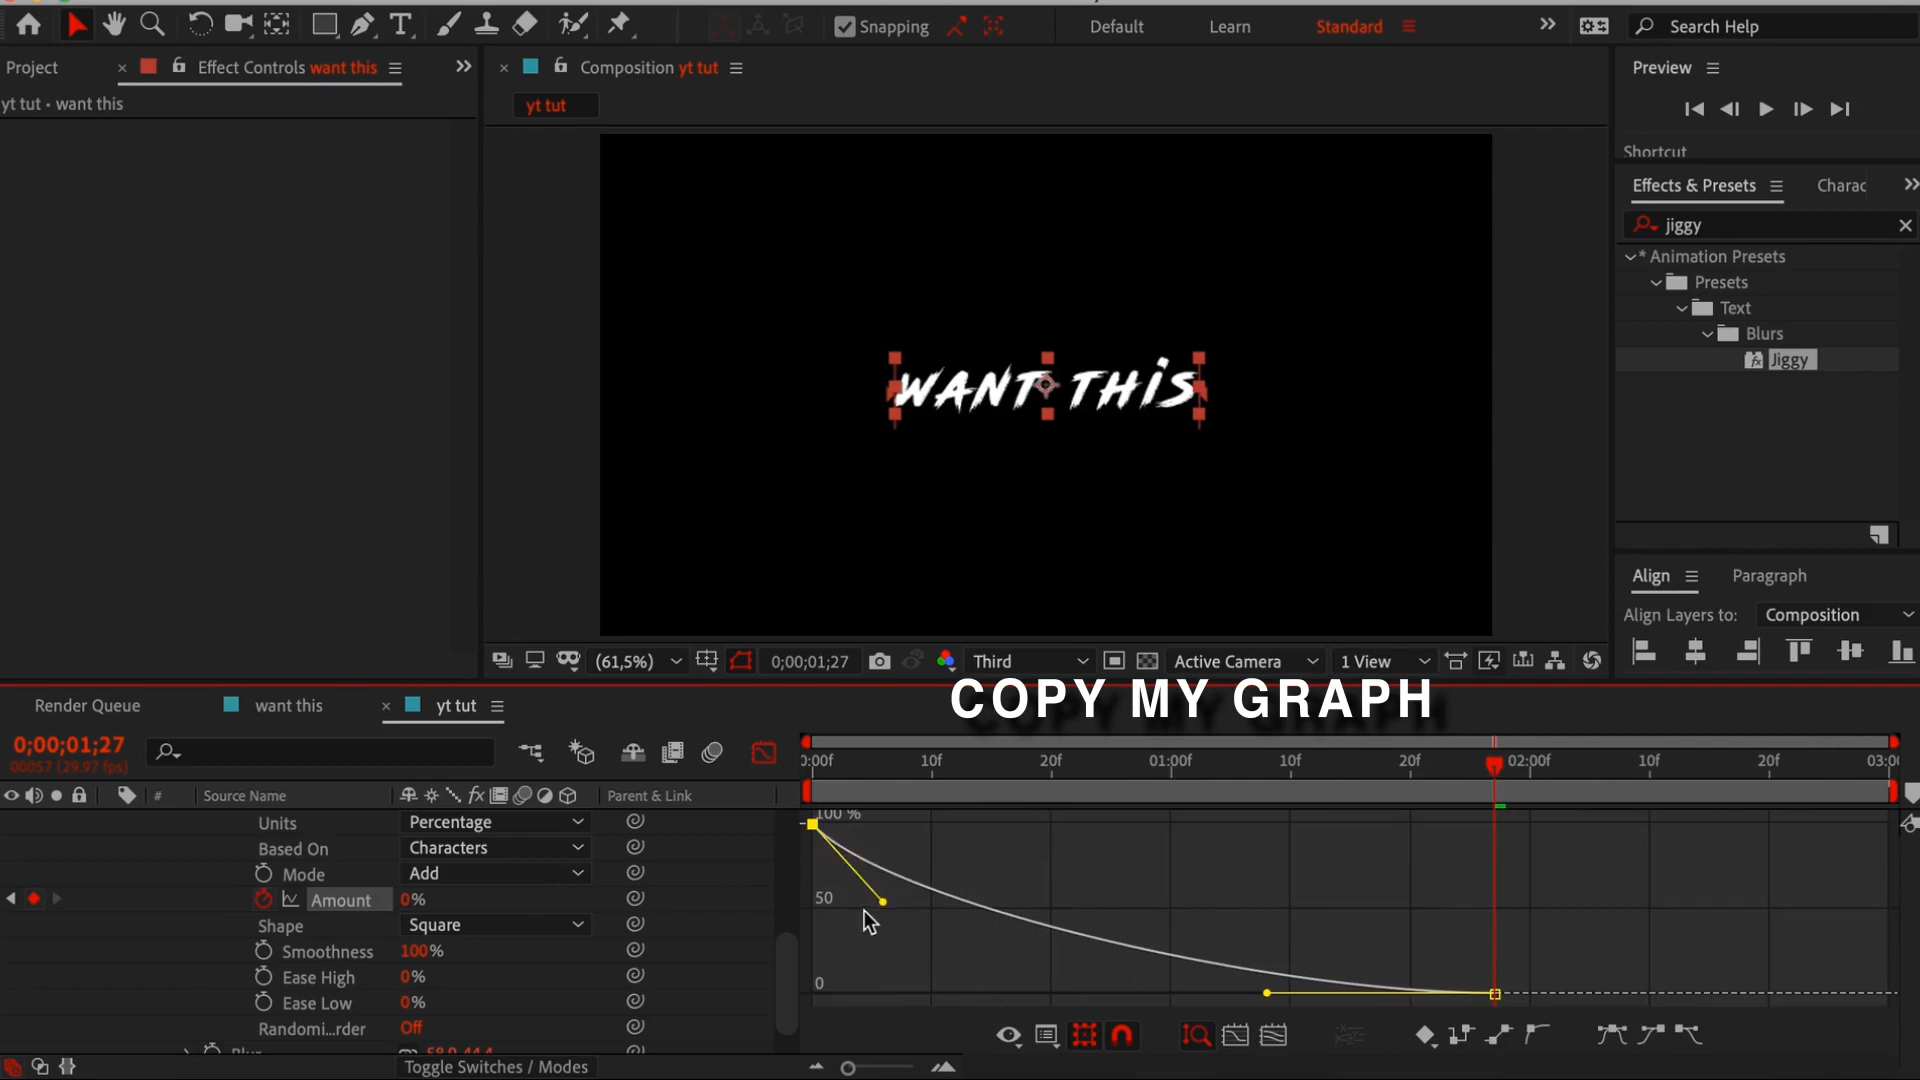 Snapping
Default
Learn
Standard
Search Help
Project
Effect Controls want this
Composition yt tut
Preview
yt tut • want this
yt tut
Shortcut
Effects & Presets
Charac
jiggy
* Animation Presets
Presets
Text
Blurs
Jiggy
WANT THIS
Align
Paragraph
Align Layers to:
Composition
(61,5%)
0;00;01;27
Third
Active Camera
1 View
COPY MY GRAPH
Render Queue
want this
yt tut
0;00;01;27
00057 (29.97 fps)
0:00f
10f
20f
01:00f
10f
20f
02:00f
10f
20f
03:00
#
Source Name
Parent & Link
Units
Percentage
Based On
Characters
Mode
Add
Amount
0%
Shape
Square
Smoothness
100%
Ease High
0%
Ease Low
0%
Randomi...rder
Off
100 %
50
0
Toggle Switches / Modes